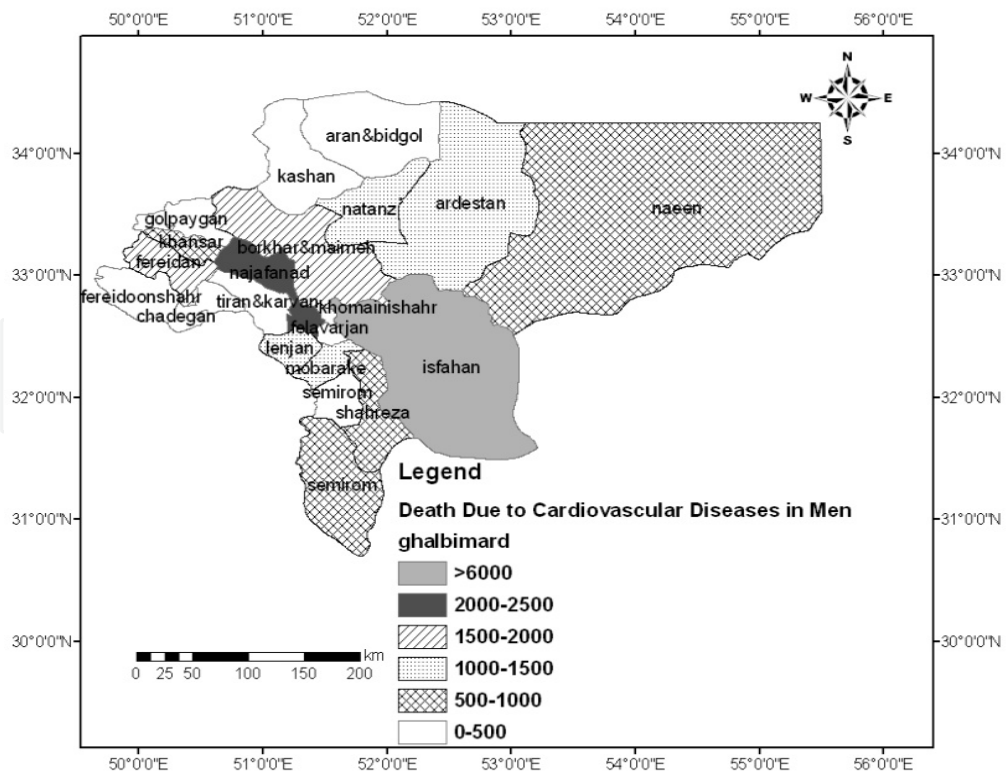 50°0'0"E 51°0'0"E 52°0'0"E 53°0'0"E 54°0'0"E 55°0'0"E 56°0'0"E
N
W E
S
34°0'0"N 34°0'0"N
33°0'0"N 33°0'0"N
32°0'0"N 32°0'0"N
31°0'0"N 31°0'0"N
30°0'0"N 30°0'0"N
aran&bidgol
kashan
natanz
ardestan
naeen
golpaygan
khansar
borkhar&maimeh
fereidan
najafanad
fereidoonshahr
tiran&karvan
khomainishahr
chadegan
felavarjan
lenjan
mobarake
isfahan
semirom
shahreza
semirom
Legend
Death Due to Cardiovascular Diseases in Men
ghalbimard
>6000
2000-2500
1500-2000
1000-1500
500-1000
0-500
km
0 25 50 100 150 200
50°0'0"E 51°0'0"E 52°0'0"E 53°0'0"E 54°0'0"E 55°0'0"E 56°0'0"E